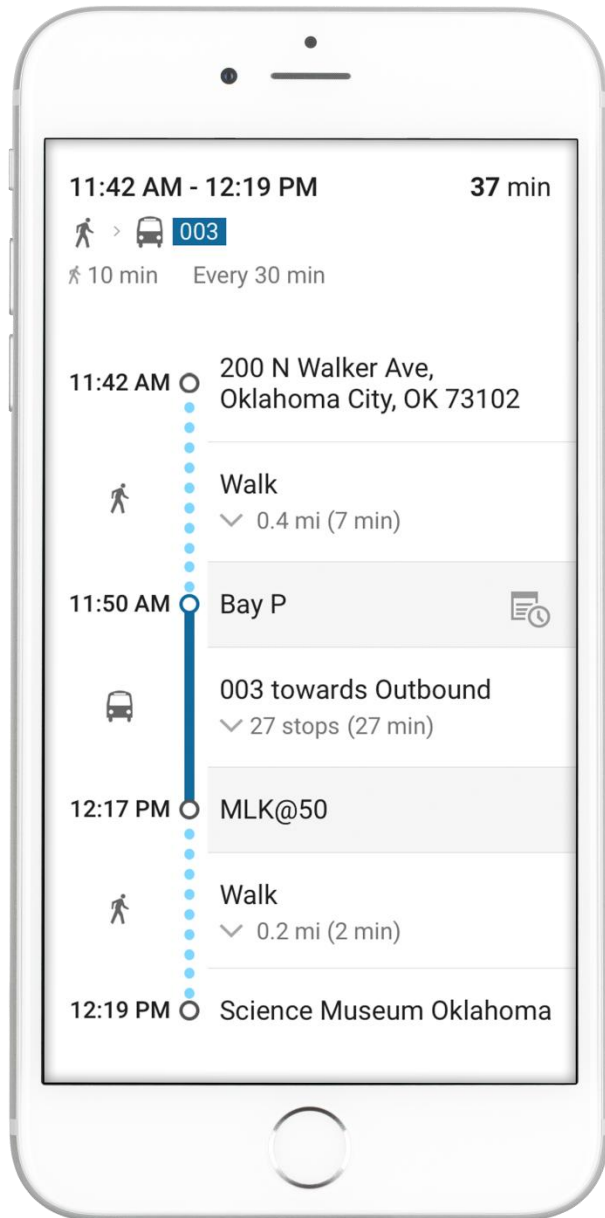 11:42 AM - 12:19 PM 37 min
003
10 min Every 30 min
11:42 AM 200 N Walker Ave,
Oklahoma City, OK 73102
Walk
0.4 mi (7 min)
11:50 AM Bay P
003 towards Outbound
27 stops (27 min)
12:17 PM MLK@50
Walk
0.2 mi (2 min)
12:19 PM Science Museum Oklahoma